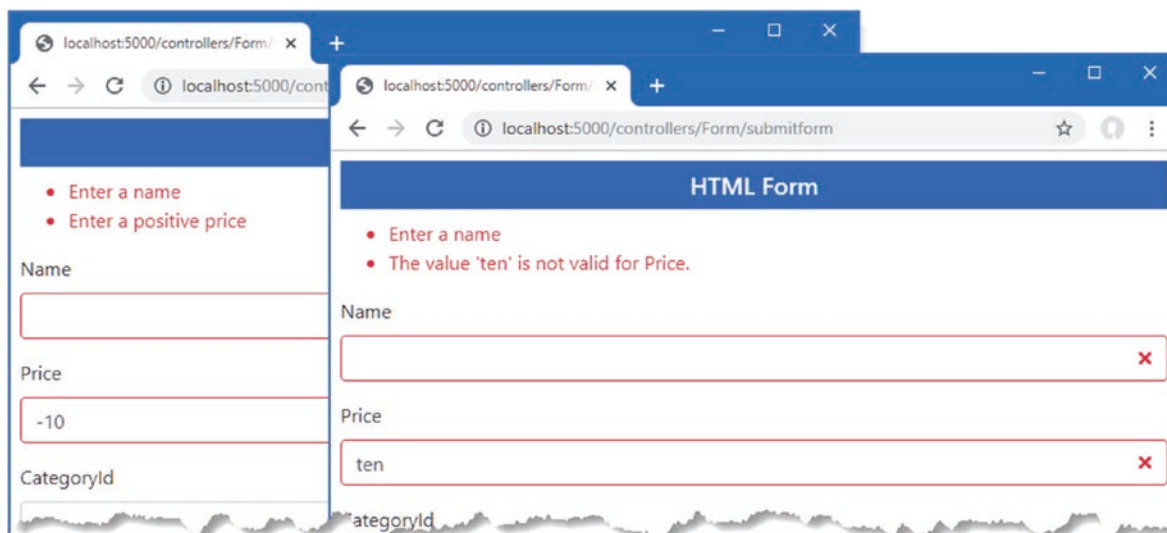 localhost:5000/controllers/Form/
localhost:5000/cont
Enter a name
Enter a positive price
Name
Price
-10
CategoryId
localhost:5000/controllers/Form/
localhost:5000/controllers/Form/submitform
HTML Form
Enter a name
The value 'ten' is not valid for Price.
Name
Price
ten
CategoryId